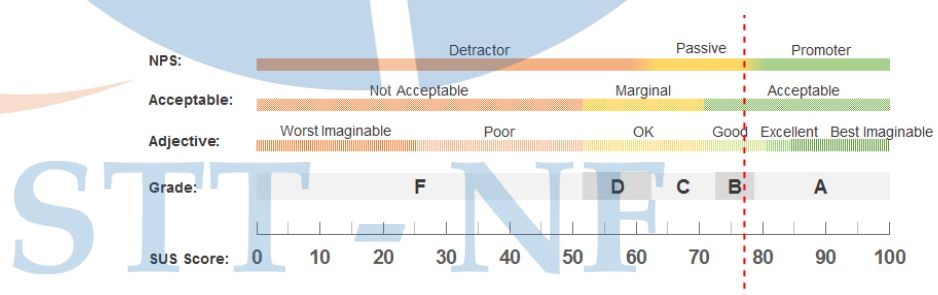 NPS: Detractor Passive Promoter
Acceptable: Not Acceptable Marginal Acceptable
Adjective: Worst Imaginable Poor OK Good Excellent Best Imaginable
Grade: F D C B A
SUS Score: 0 10 20 30 40 50 60 70 80 90 100
STT - NF